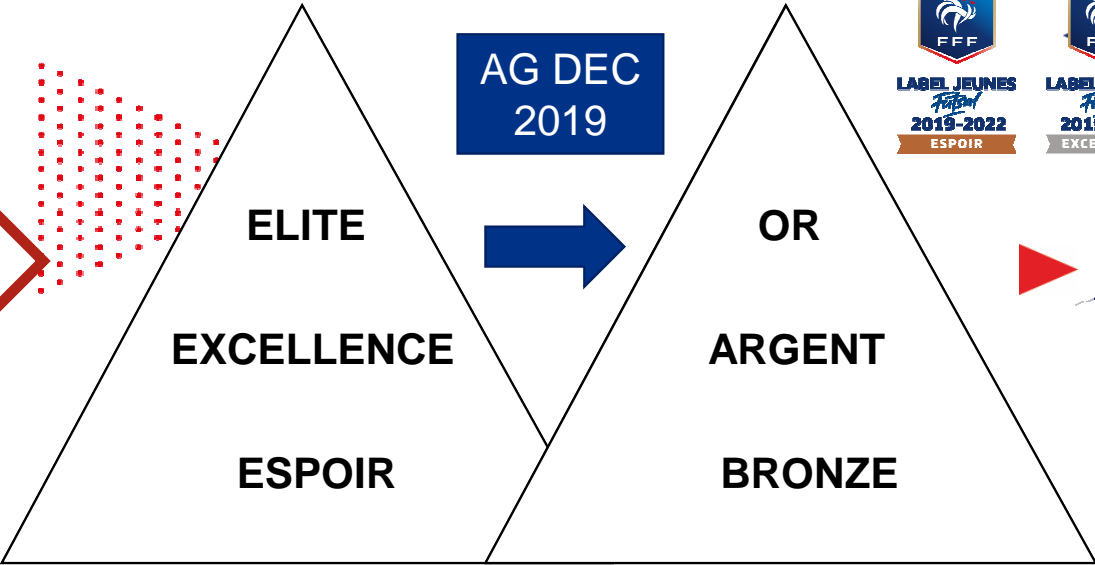 AG DEC
2019
FFF
LABEL JEUNES
Futsal
2019-2022
ESPOIR
ELITE
OR
EXCELLENCE
ARGENT
ESPOIR
BRONZE